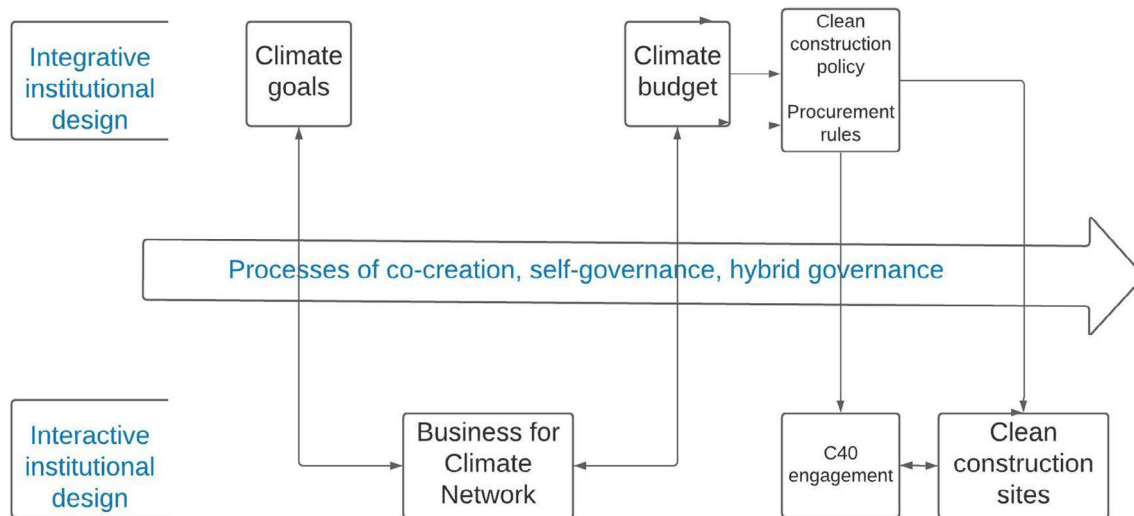 Integrative
institutional
design
Climate
goals
Climate
budget
Clean
construction
policy
Procurement
rules
Processes of co-creation, self-governance, hybrid governance
Interactive
institutional
design
Business for
Climate
Network
C40
engagement
Clean
construction
sites